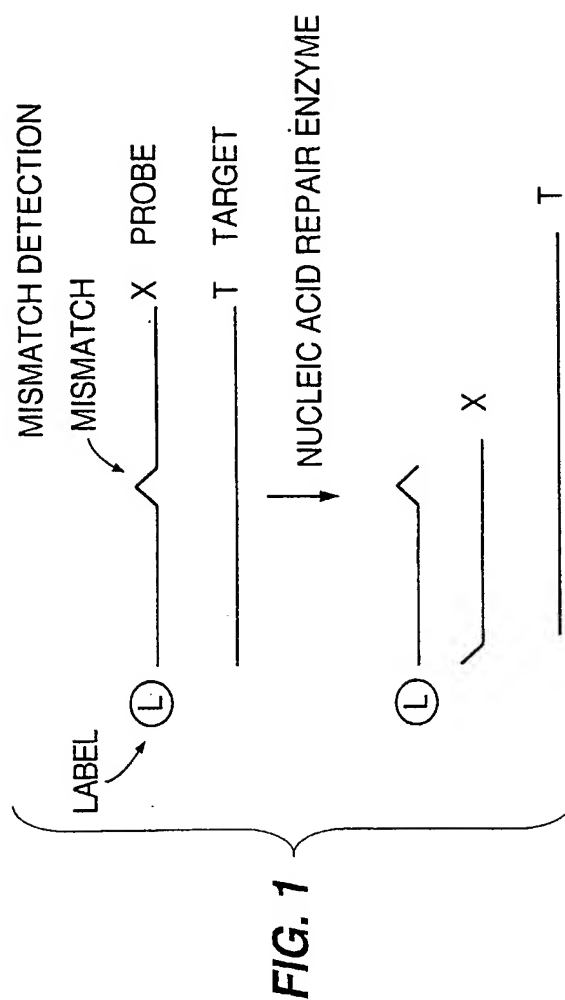 MISMATCH DETECTION
MISMATCH
LABEL
L
X PROBE
T TARGET
NUCLEIC ACID REPAIR ENZYME
L
X
T
FIG. 1